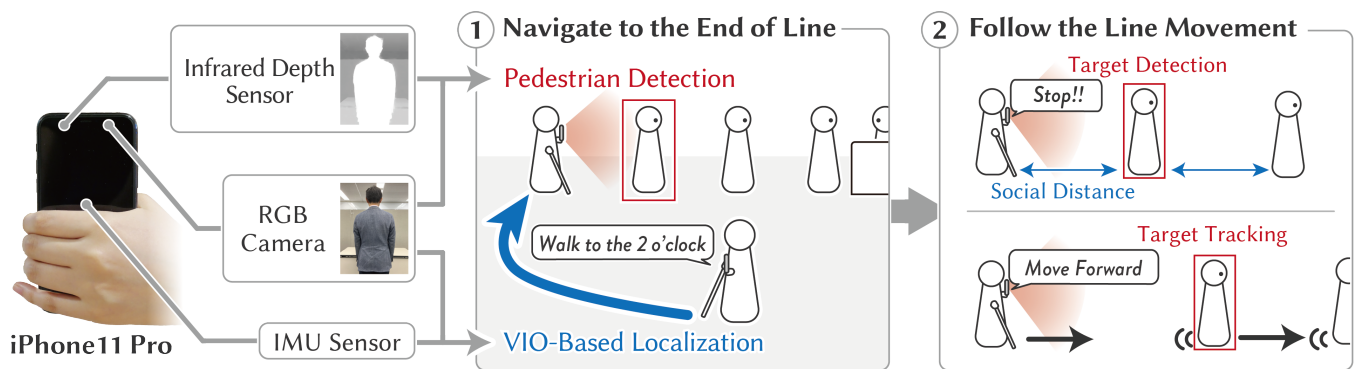 iPhone11 Pro
Infrared Depth
Sensor
RGB
Camera
IMU Sensor
1 Navigate to the End of Line
Pedestrian Detection
Walk to the 2 o'clock
VIO-Based Localization
2 Follow the Line Movement
Target Detection
Stop!!
Social Distance
Target Tracking
Move Forward